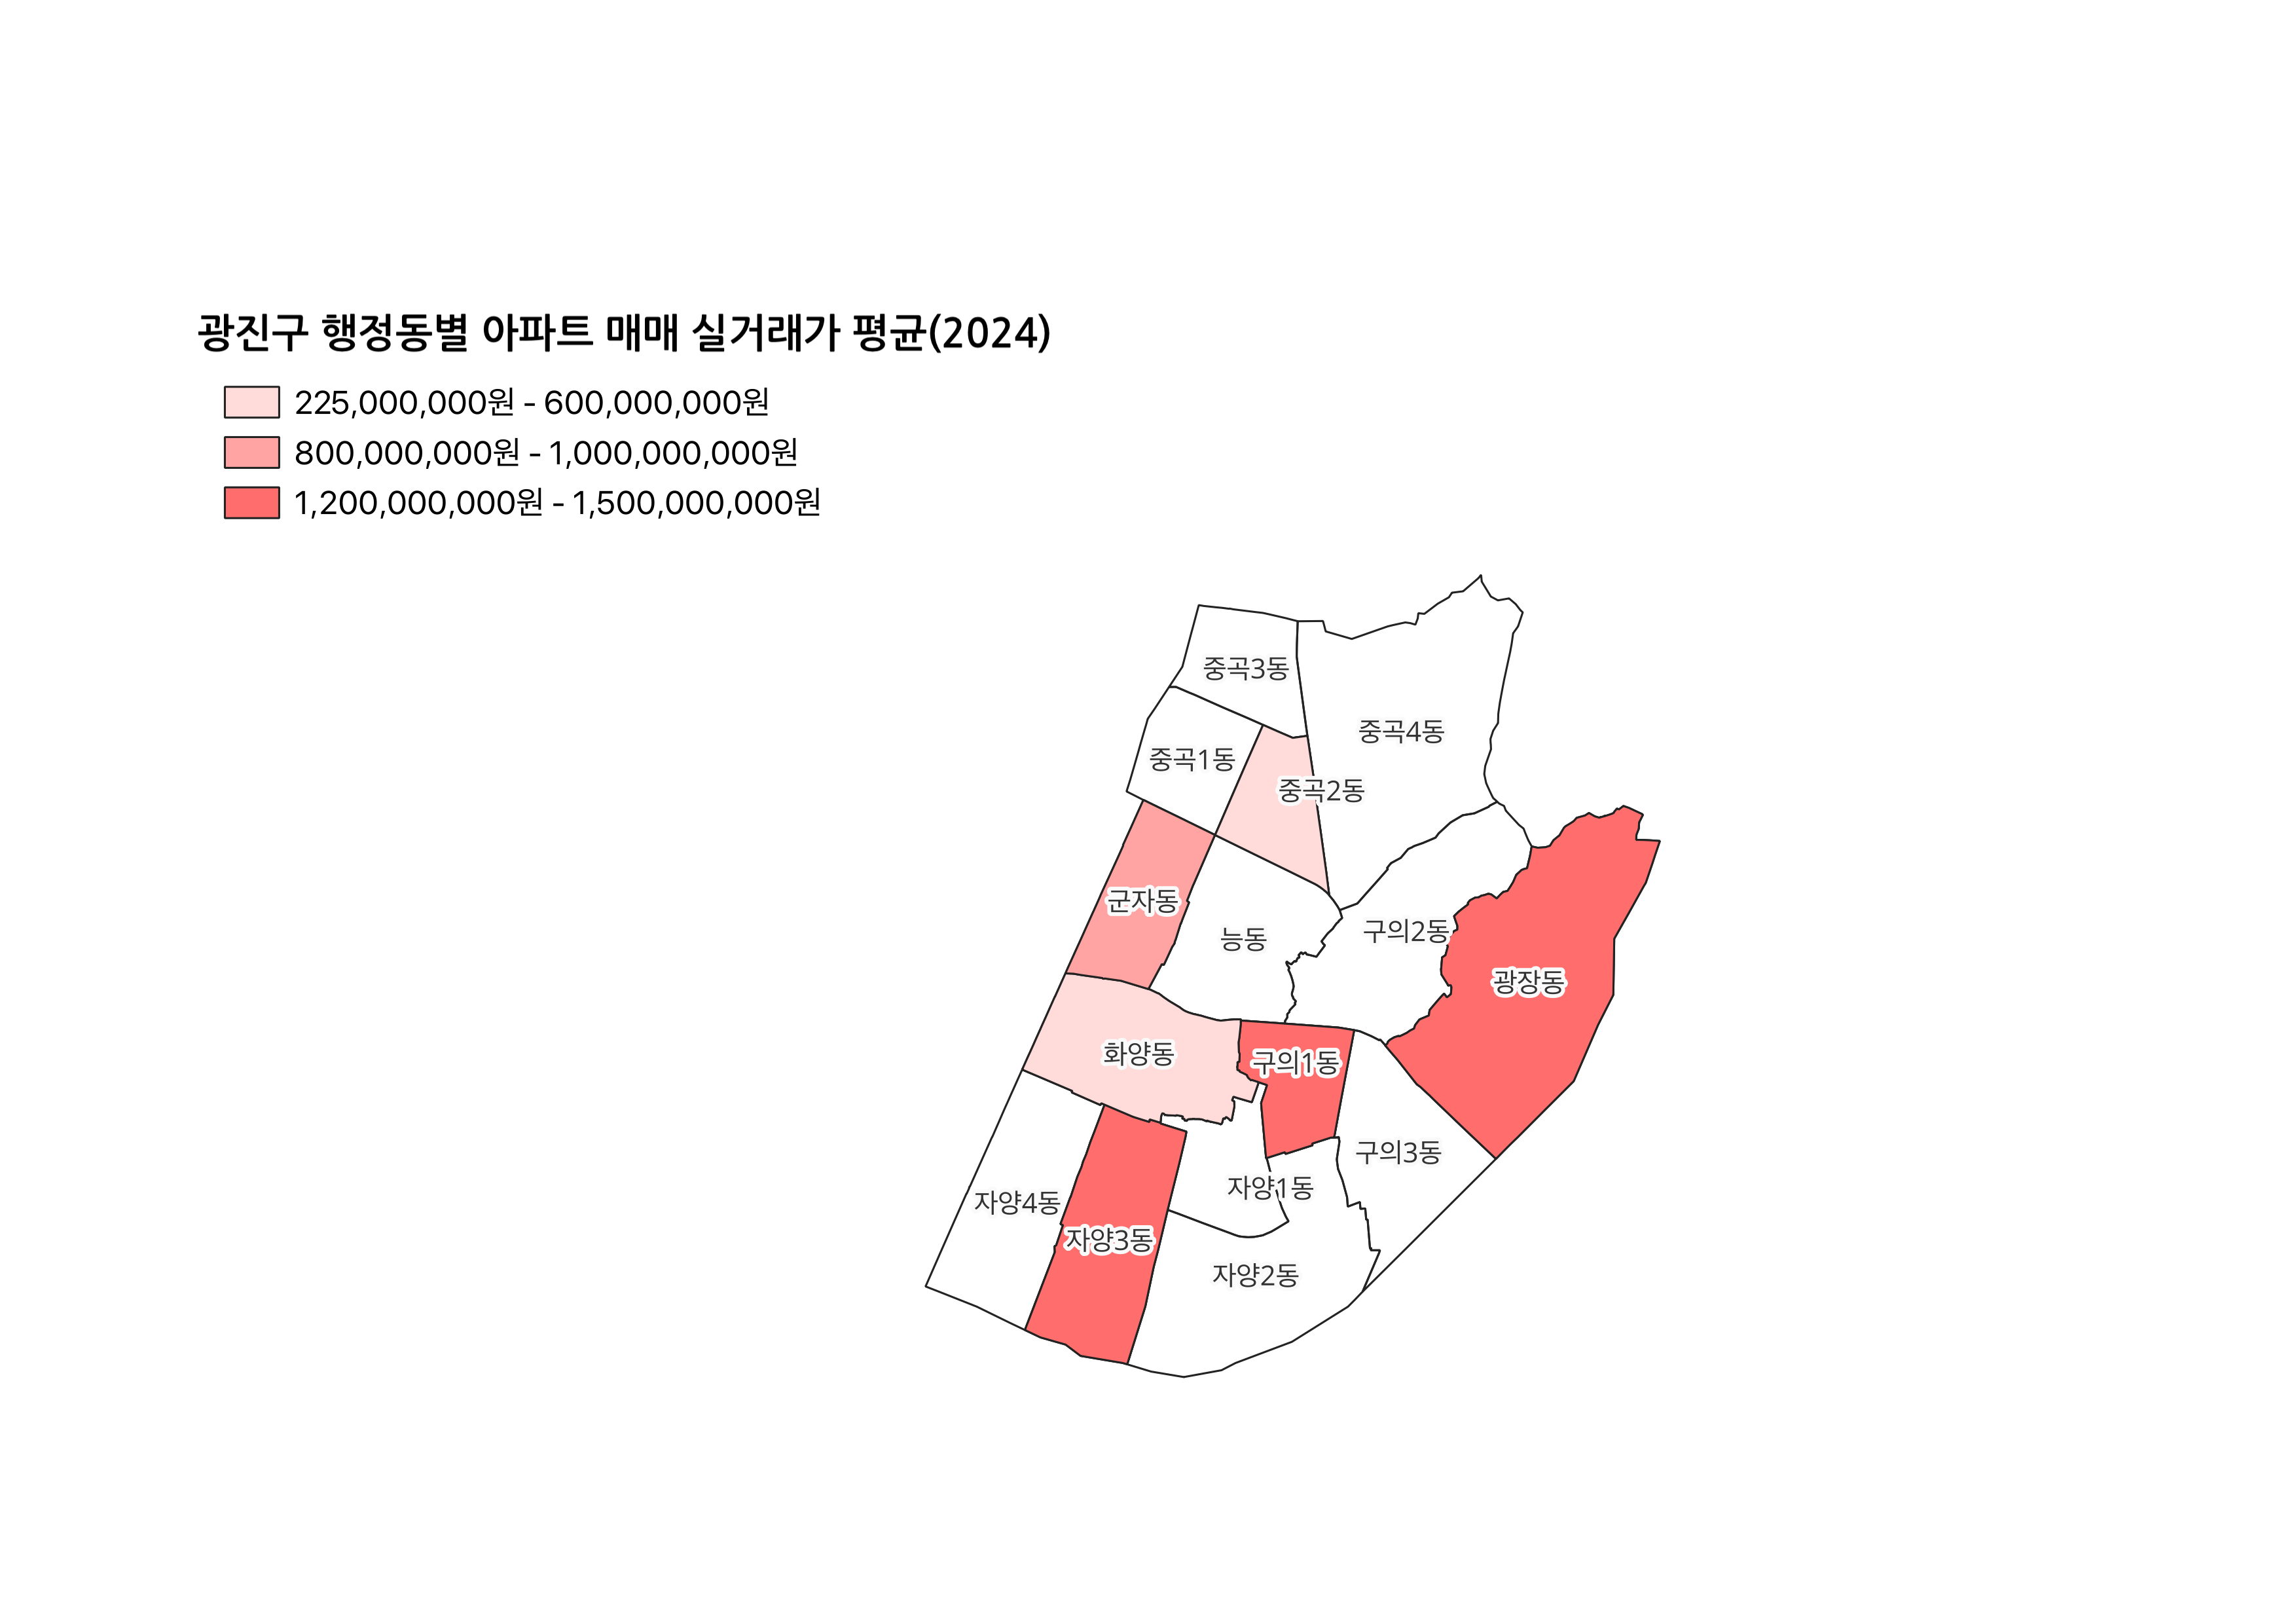 광진구 행정동별 아파트 매매 실거래가 평균(2024)
225,000,000원 - 600,000,000원
800,000,000원 - 1,000,000,000원
1,200,000,000원 - 1,500,000,000원
중곡3동
중곡4동
중곡1동
중곡2동
군자동
능동
구의2동
광장동
화양동
구의1동
구의3동
자양1동
자양4동
자양3동
자양2동